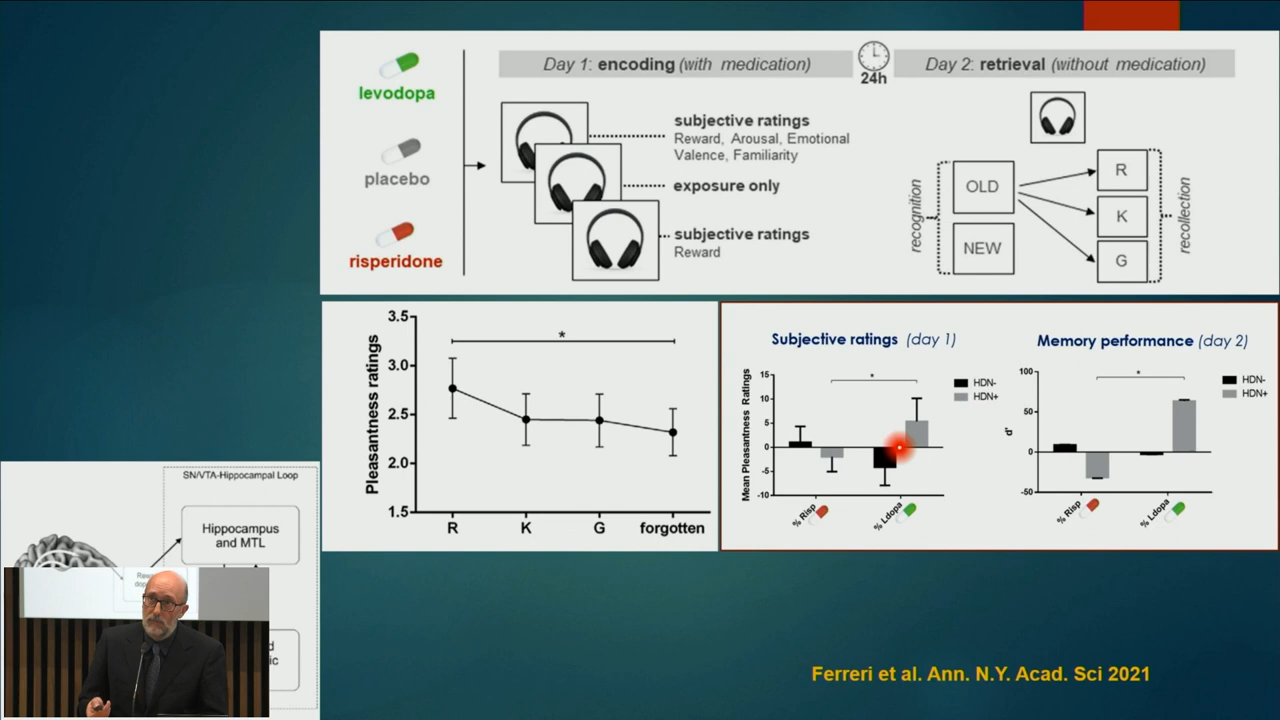 levodopa
placebo
risperidone
Day 1: encoding (with medication)
24h
Day 2: retrieval (without medication)
subjective ratings
Reward, Arousal, Emotional
Valence, Familiarity
exposure only
subjective ratings
Reward
recognition
OLD
NEW
R
K
G
recollection
Pleasantness ratings
3.5
3.0
2.5
2.0
1.5
*
R K G forgotten
Subjective ratings (day 1)
Mean Pleasantness Ratings
15
10
5
0
-5
-10
*
HDN-
HDN+
% Risp
% Ldopa
Memory performance (day 2)
d'
100
50
0
-50
*
HDN-
HDN+
% Risp
% Ldopa
SN/VTA-Hippocampal Loop
Hippocampus
and MTL
Ferreri et al. Ann. N.Y. Acad. Sci 2021